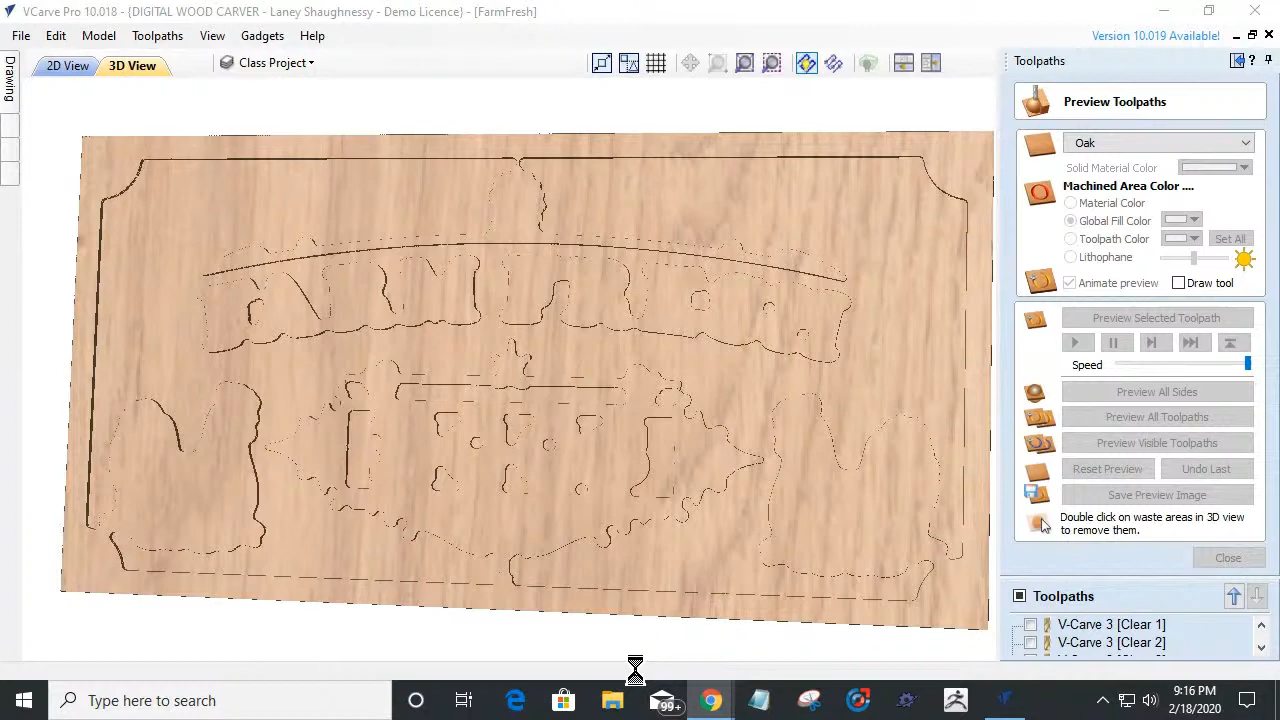 VCarve Pro 10.018 - {DIGITAL WOOD CARVER - Laney Shaughnessy - Demo Licence} - [FarmFresh]
File Edit Model Toolpaths View Gadgets Help
Version 10.019 Available!
Drawing
2D View 3D View Class Project
Toolpaths
Preview Toolpaths
Oak
Solid Material Color
Machined Area Color ....
Material Color
Global Fill Color
Toolpath Color Set All
Lithophane
Animate preview Draw tool
Preview Selected Toolpath
Speed
Preview All Sides
Preview All Toolpaths
Preview Visible Toolpaths
Reset Preview Undo Last
Save Preview Image
Double click on waste areas in 3D view
to remove them.
Close
Toolpaths
V-Carve 3 [Clear 1]
V-Carve 3 [Clear 2]
Type here to search
99+
9:16 PM
2/18/2020